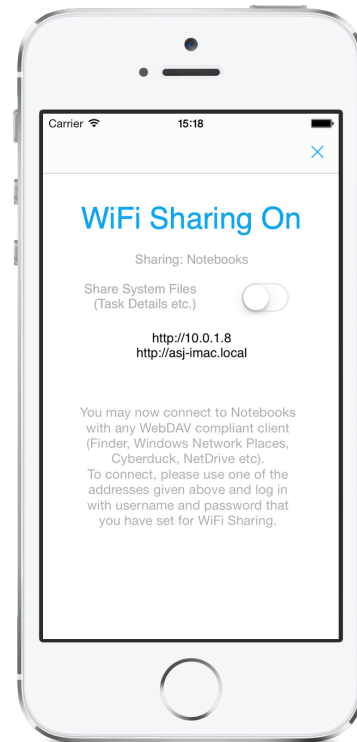 Carrier 15:18
WiFi Sharing On
Sharing: Notebooks
Share System Files
(Task Details etc.)
http://10.0.1.8
http://asj-imac.local
You may now connect to Notebooks
with any WebDAV compliant client
(Finder, Windows Network Places,
Cyberduck, NetDrive etc).
To connect, please use one of the
addresses given above and log in
with username and password that
you have set for WiFi Sharing.